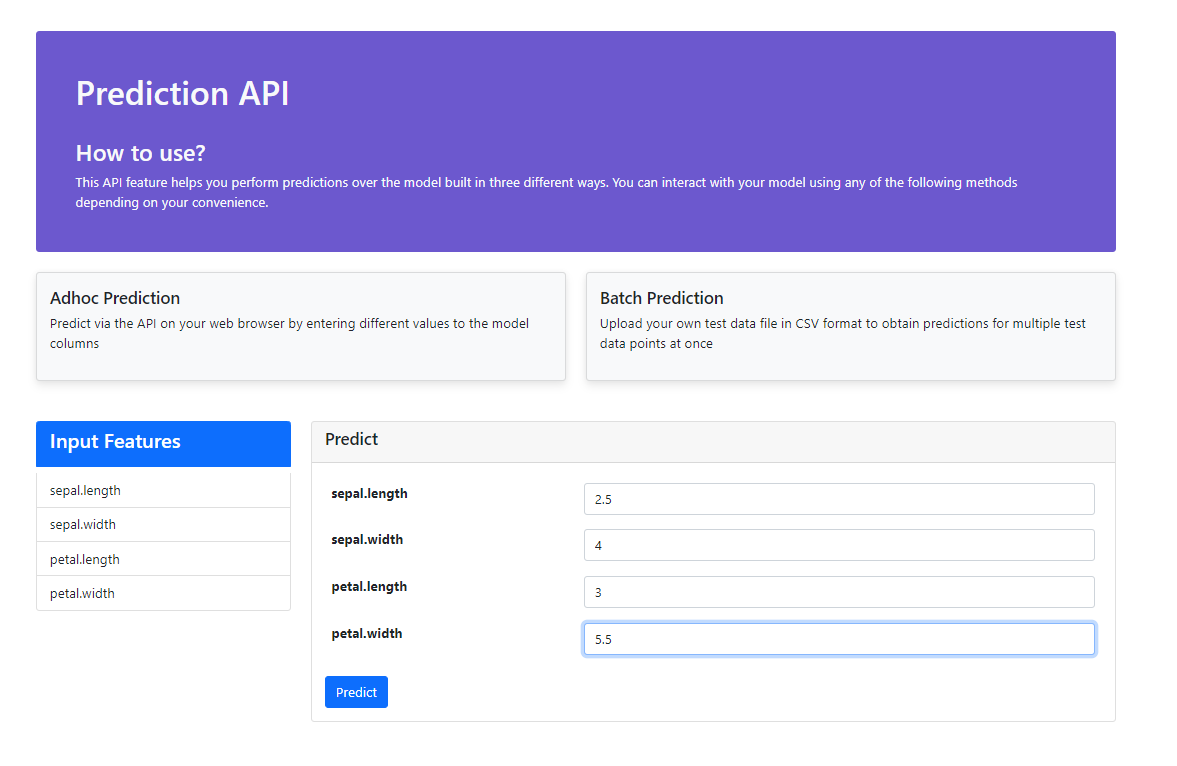 Prediction API
How to use?
This API feature helps you perform predictions over the model built in three different ways. You can interact with your model using any of the following methods
depending on your convenience.
Adhoc Prediction
Predict via the API on your web browser by entering different values to the model
columns
Batch Prediction
Upload your own test data file in CSV format to obtain predictions for multiple test
data points at once
Input Features
sepal.length
sepal.width
petal.length
petal.width
Predict
sepal.length 2.5
sepal.width 4
petal.length 3
petal.width 5.5
Predict